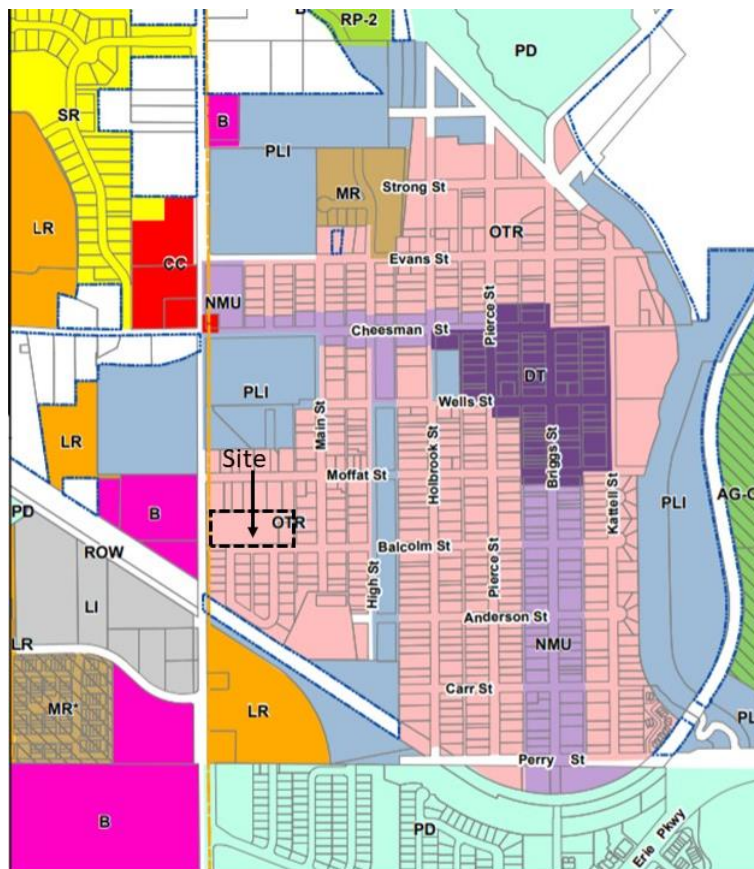 RP-2
PD
SR
B
PLI
MR
Strong St
OTR
LR
Evans St
CC
NMU
Pierce St
Cheesman St
DT
PLI
Wells St
LR
Main St
Holbrook St
Briggs St
Site
Moffat St
Kattell St
PLI
AG-O
B
PD
OTR
ROW
Balcolm St
High St
Pierce St
LI
Anderson St
NMU
LR
LR
MR*
Carr St
PL
Perry St
B
PD
Erie Pkwy